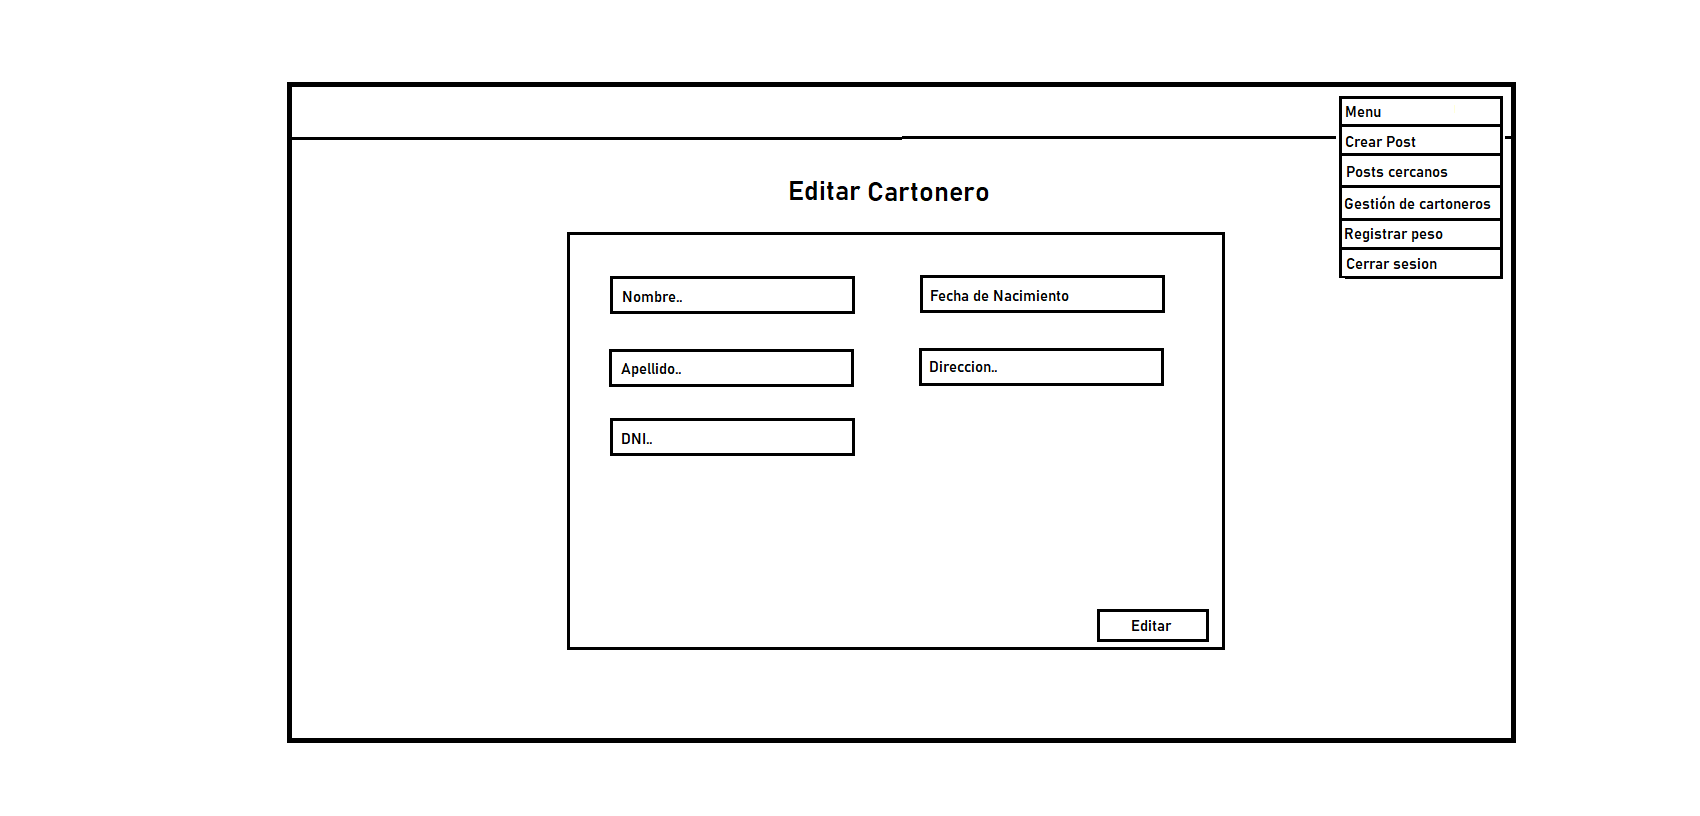 Menu
Crear Post
Posts cercanos
Gestión de cartoneros
Registrar peso
Cerrar sesion
Editar Cartonero
Nombre..
Fecha de Nacimiento
Apellido..
Direccion..
DNI..
Editar